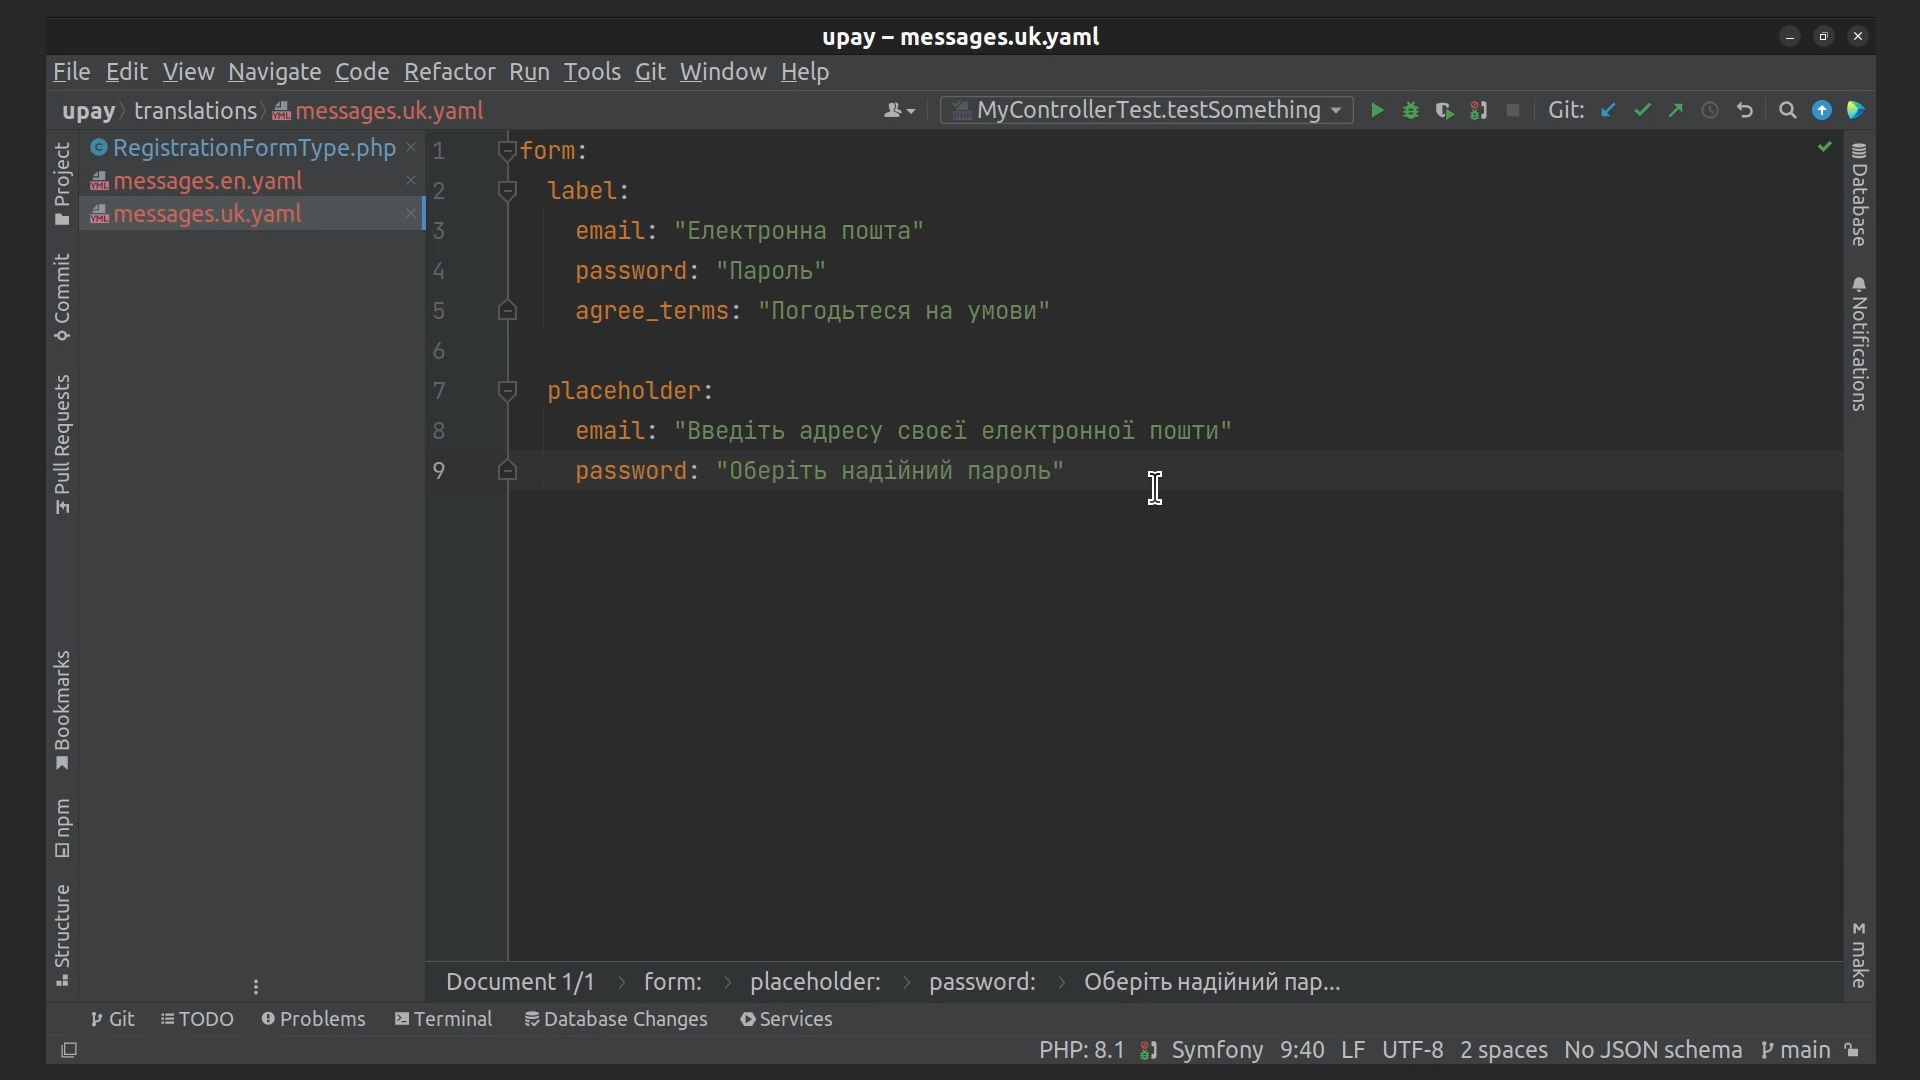 upay – messages.uk.yaml
File Edit View Navigate Code Refactor Run Tools Git Window Help
upay translations messages.uk.yaml MyControllerTest.testSomething Git:
Project
Commit
Pull Requests
Bookmarks
npm
Structure
RegistrationFormType.php
messages.en.yaml
messages.uk.yaml
1 form:
2 label:
3 email: "Електронна пошта"
4 password: "Пароль"
5 agree_terms: "Погодьтеся на умови"
6
7 placeholder:
8 email: "Введіть адресу своєї електронної пошти"
9 password: "Оберіть надійний пароль"
Database
Notifications
make
Document 1/1 > form: > placeholder: > password: > Оберіть надійний пар...
Git TODO Problems Terminal Database Changes Services
PHP: 8.1 Symfony 9:40 LF UTF-8 2 spaces No JSON schema main